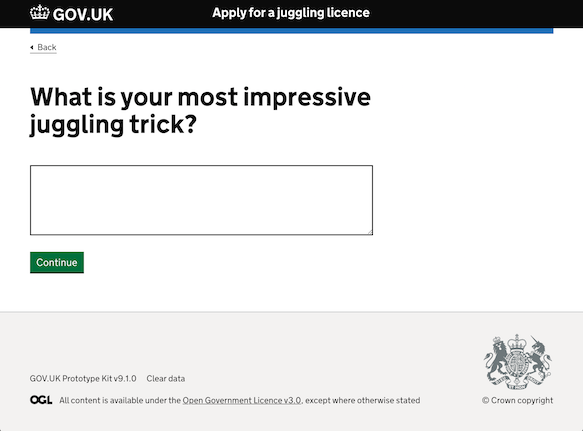 GOV.UK
Apply for a juggling licence
Back
What is your most impressive
juggling trick?
Continue
GOV.UK Prototype Kit v9.1.0 Clear data
OGL All content is available under the Open Government Licence v3.0, except where otherwise stated
© Crown copyright